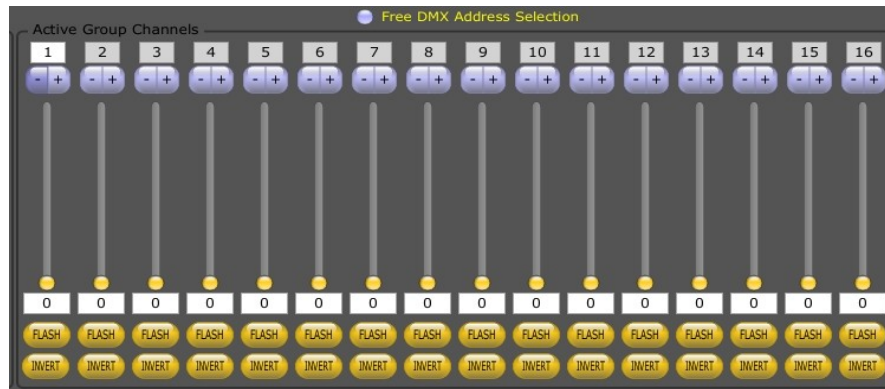 Free DMX Address Selection
Active Group Channels
1 2 3 4 5 6 7 8 9 10 11 12 13 14 15 16
- + - + - + - + - + - + - + - + - + - + - + - + - + - + - + - +
0 0 0 0 0 0 0 0 0 0 0 0 0 0 0 0
FLASH FLASH FLASH FLASH FLASH FLASH FLASH FLASH FLASH FLASH FLASH FLASH FLASH FLASH FLASH FLASH
INVERT INVERT INVERT INVERT INVERT INVERT INVERT INVERT INVERT INVERT INVERT INVERT INVERT INVERT INVERT INVERT